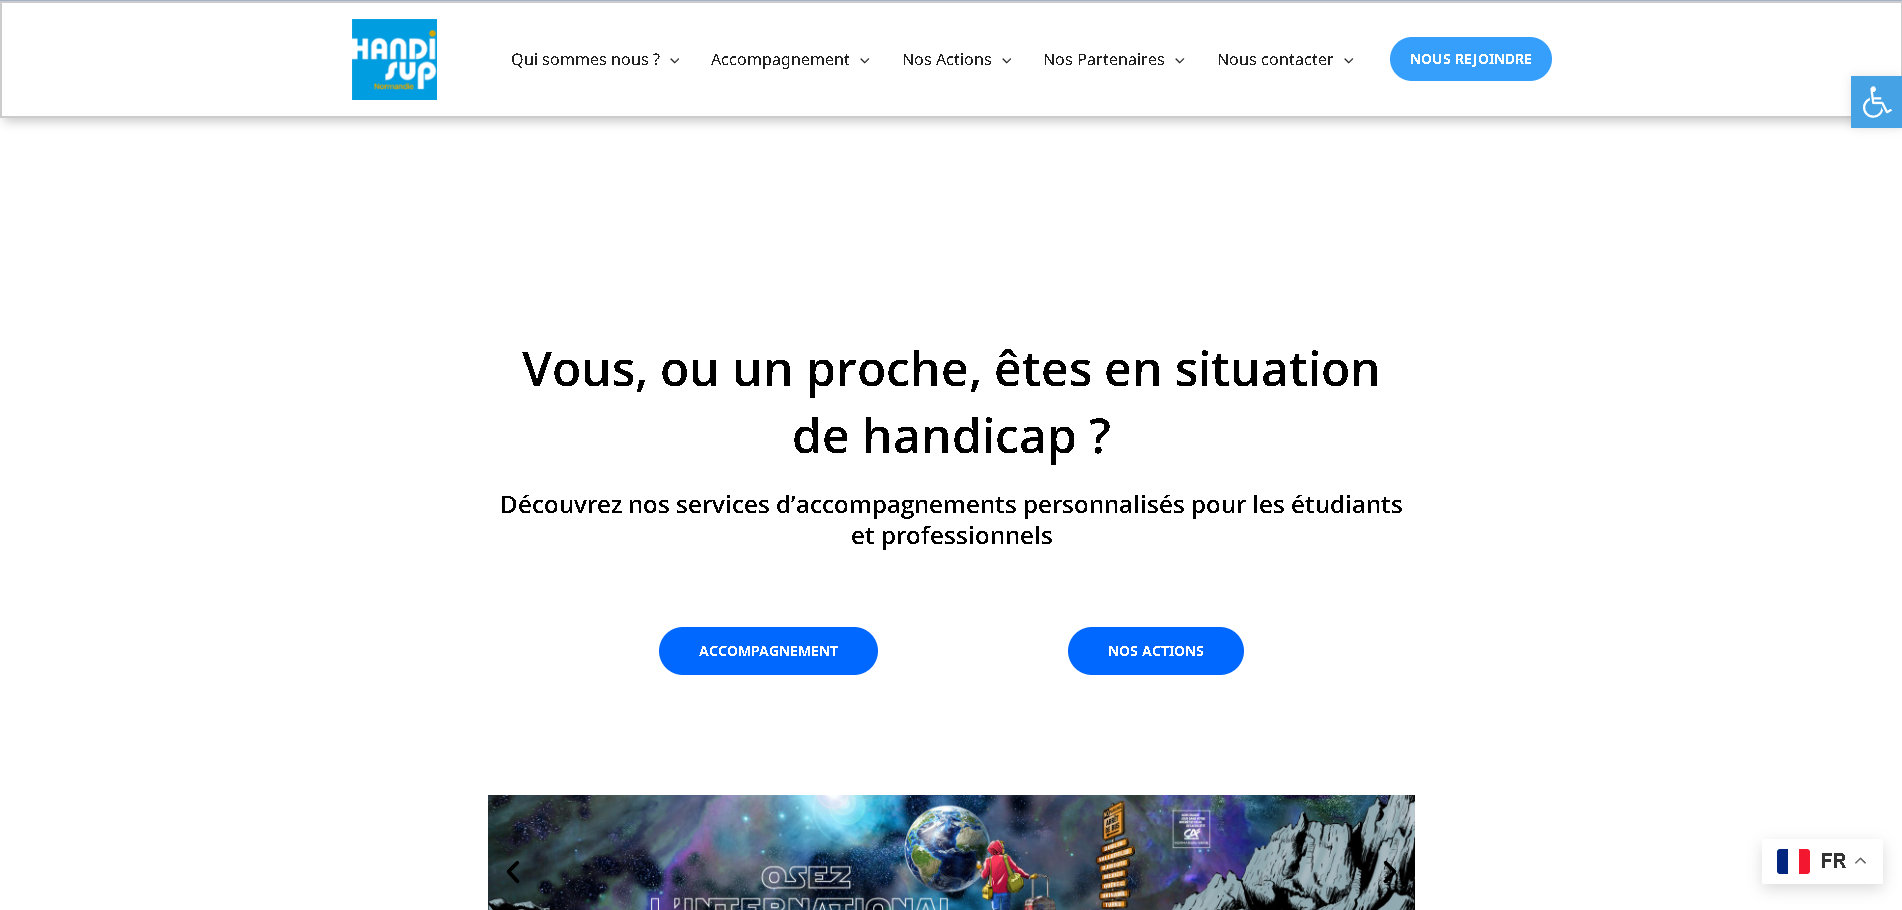 HANDI
SUP
Normandie
Qui sommes nous ?
Accompagnement
Nos Actions
Nos Partenaires
Nous contacter
NOUS REJOINDRE
Vous, ou un proche, êtes en situation
de handicap ?
Découvrez nos services d’accompagnements personnalisés pour les étudiants
et professionnels
ACCOMPAGNEMENT
NOS ACTIONS
OSEZ
L'INTERNATIONAL
CA
FR